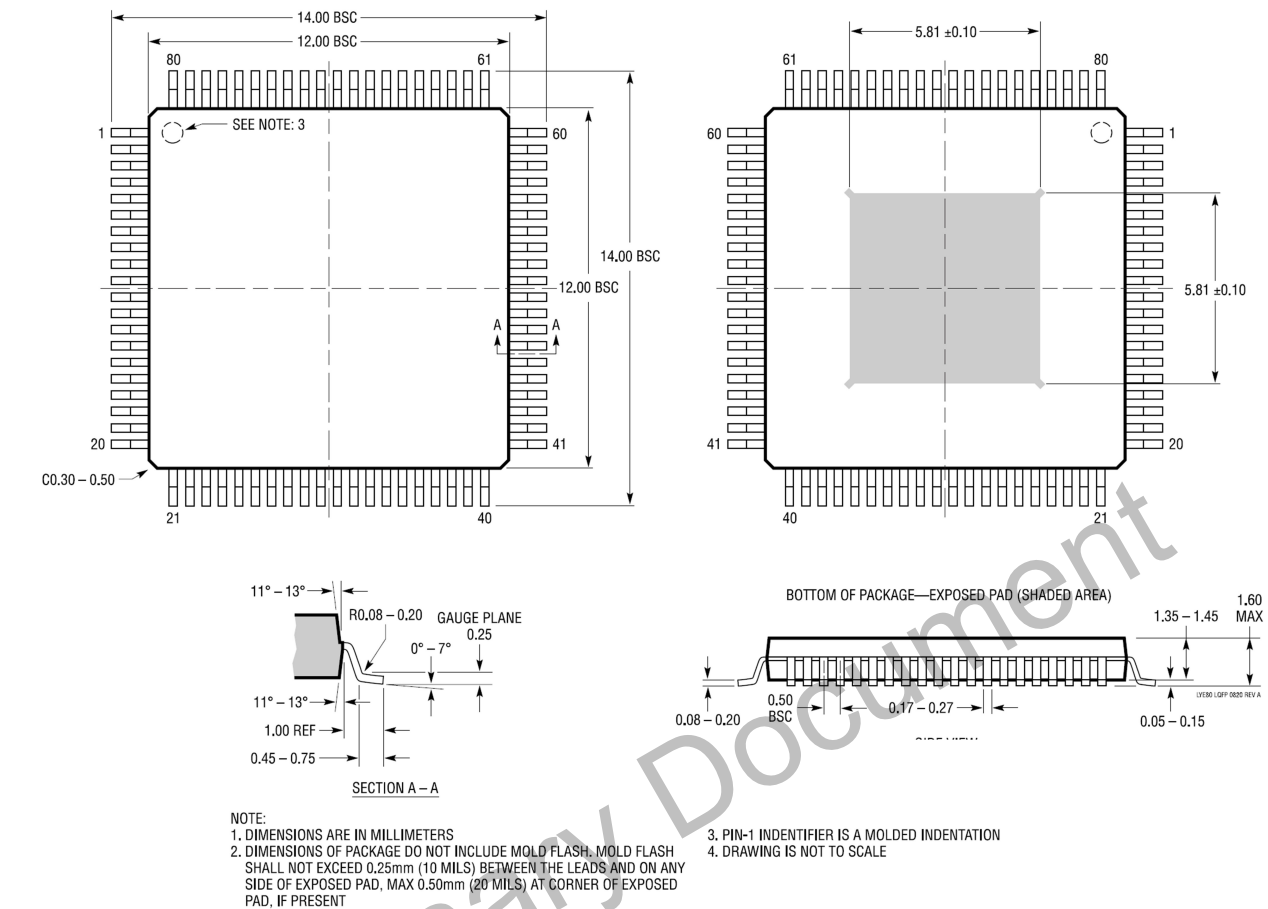 14.00 BSC
12.00 BSC
80
61
1
SEE NOTE: 3
60
14.00 BSC
12.00 BSC
A
A
20
41
C0.30 – 0.50
21
40
5.81 ±0.10
61
80
60
1
5.81 ±0.10
41
20
40
21
11° – 13°
R0.08 – 0.20
GAUGE PLANE
0.25
0° – 7°
11° – 13°
1.00 REF
0.45 – 0.75
SECTION A – A
BOTTOM OF PACKAGE—EXPOSED PAD (SHADED AREA)
1.60
MAX
1.35 – 1.45
0.50
BSC
0.17 – 0.27
LYE80 LQFP 0820 REV A
0.08 – 0.20
0.05 – 0.15
SIDE VIEW
NOTE:
1. DIMENSIONS ARE IN MILLIMETERS
2. DIMENSIONS OF PACKAGE DO NOT INCLUDE MOLD FLASH. MOLD FLASH
SHALL NOT EXCEED 0.25mm (10 MILS) BETWEEN THE LEADS AND ON ANY
SIDE OF EXPOSED PAD, MAX 0.50mm (20 MILS) AT CORNER OF EXPOSED
PAD, IF PRESENT
3. PIN-1 INDENTIFIER IS A MOLDED INDENTATION
4. DRAWING IS NOT TO SCALE
ary Document